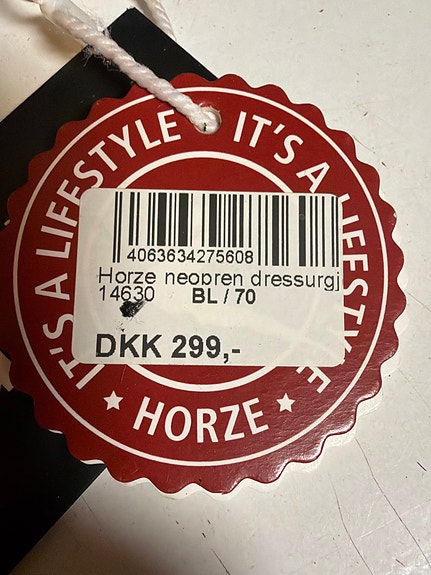 IT'S A LIFESTYLE
IT'S A LIFESTYLE
4063634275608
Horze neopren dressurgj
14630 BL / 70
DKK 299,-
★ HORZE ★